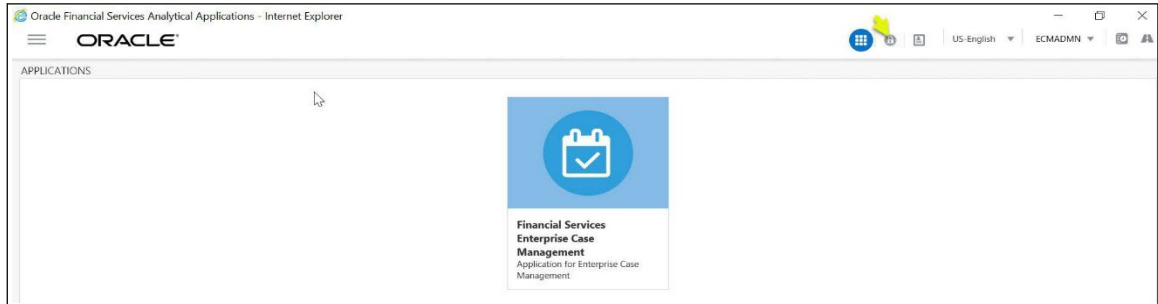 Oracle Financial Services Analytical Applications - Internet Explorer
ORACLE
US-English
ECMADMN
APPLICATIONS
Financial Services
Enterprise Case
Management
Application for Enterprise Case
Management